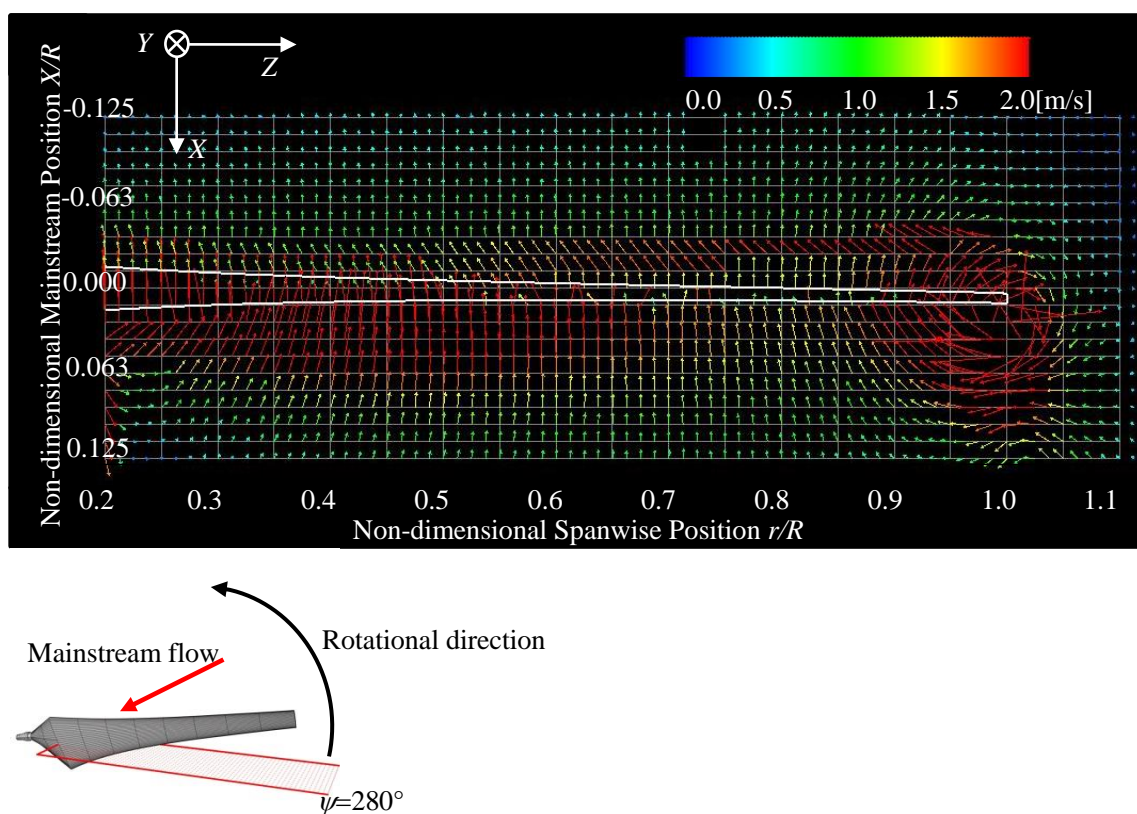 Y
Z
X
0.0 0.5 1.0 1.5 2.0[m/s]
Non-dimensional Mainstream Position X/R
-0.125
-0.063
0.000
0.063
0.125
0.2 0.3 0.4 0.5 0.6 0.7 0.8 0.9 1.0 1.1
Non-dimensional Spanwise Position r/R
Rotational direction
Mainstream flow
ψ=280°